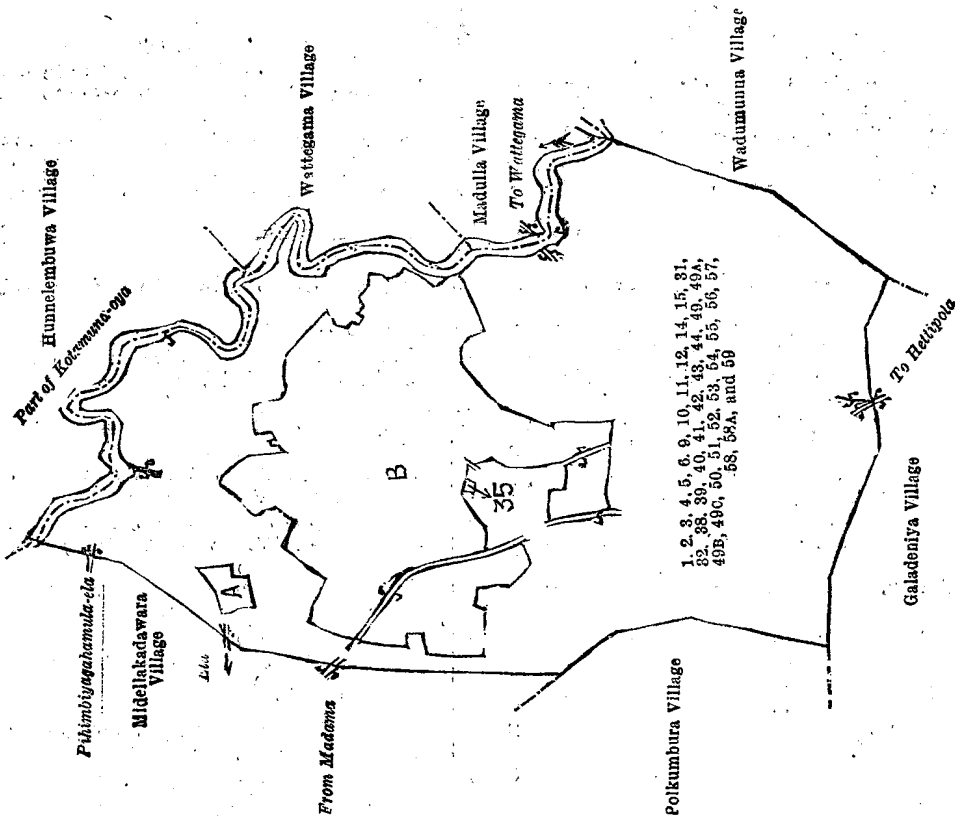 Hunnelembuwa Village
Part of Kotamuna-oya
Wattegama Village
Madulla Village
To Wattegama
Wadumunna Village
Pihimbiyagahamula-ela
Midellakadawara
Village
Ela
A
B
35
From Madama
1. 2, 3, 4, 5, 6, 9, 10, 11, 12, 14, 15, 31,
32, 38, 39, 40, 41, 42, 43, 44, 49, 49A,
49B, 49C, 50, 51, 52, 53, 54, 55, 56, 57,
58, 58A, and 59
To Hettipola
Polkumbura Village
Galadeniya Village